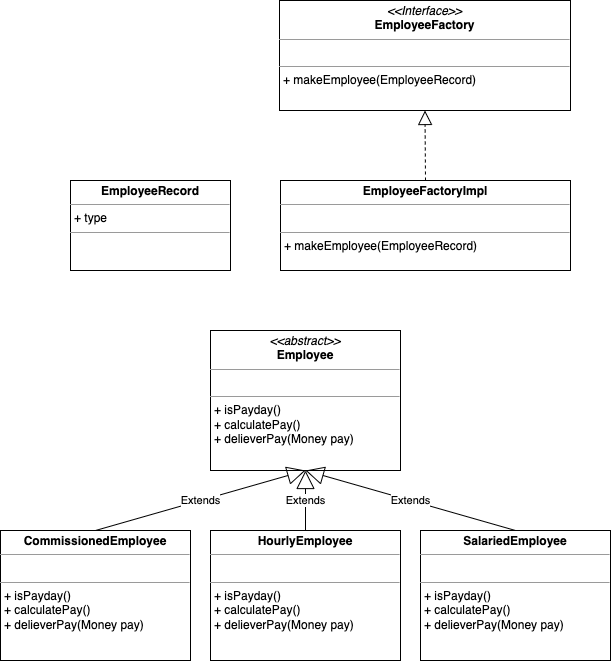 <<Interface>>
EmployeeFactory
+ makeEmployee(EmployeeRecord)
EmployeeRecord
+ type
EmployeeFactoryImpl
+ makeEmployee(EmployeeRecord)
<<abstract>>
Employee
+ isPayday()
+ calculatePay()
+ delieverPay(Money pay)
Extends
Extends
Extends
CommissionedEmployee
+ isPayday()
+ calculatePay()
+ delieverPay(Money pay)
HourlyEmployee
+ isPayday()
+ calculatePay()
+ delieverPay(Money pay)
SalariedEmployee
+ isPayday()
+ calculatePay()
+ delieverPay(Money pay)